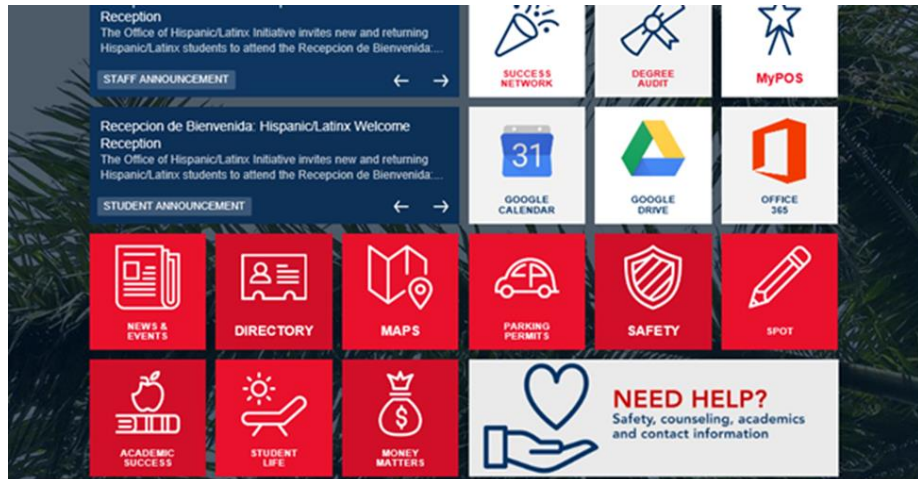 Reception
The Office of Hispanic/Latinx Initiative invites new and returning
Hispanic/Latinx students to attend the Recepcion de Bienvenida:...
STAFF ANNOUNCEMENT
SUCCESS
NETWORK
DEGREE
AUDIT
MyPOS
Recepcion de Bienvenida: Hispanic/Latinx Welcome
Reception
The Office of Hispanic/Latinx Initiative invites new and returning
Hispanic/Latinx students to attend the Recepcion de Bienvenida:...
STUDENT ANNOUNCEMENT
31
GOOGLE
CALENDAR
GOOGLE
DRIVE
OFFICE
365
NEWS &
EVENTS
DIRECTORY
MAPS
PARKING
PERMITS
SAFETY
SPOT
ACADEMIC
SUCCESS
STUDENT
LIFE
$
MONEY
MATTERS
NEED HELP?
Safety, counseling, academics
and contact information